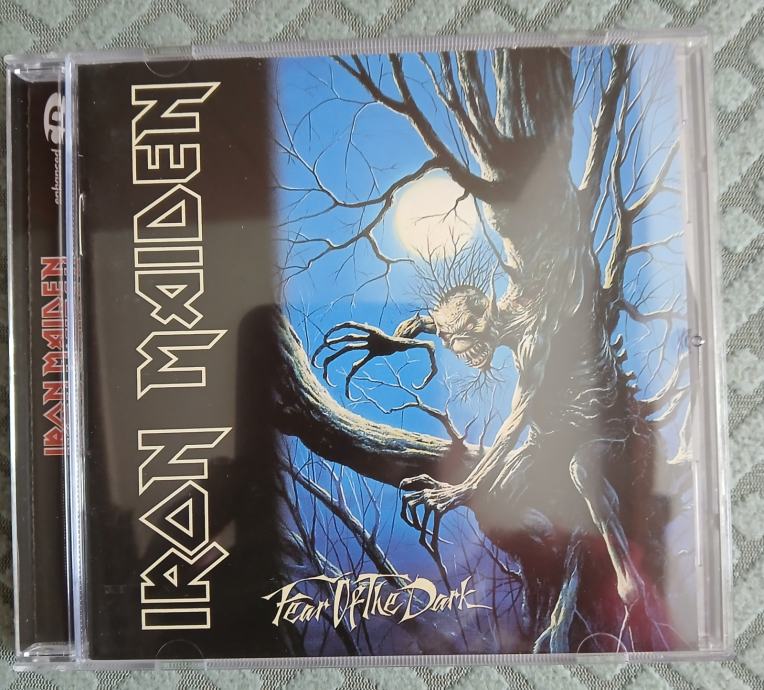 IRON MAIDEN
enhanced
IRON MAIDEN
Fear Of The Dark